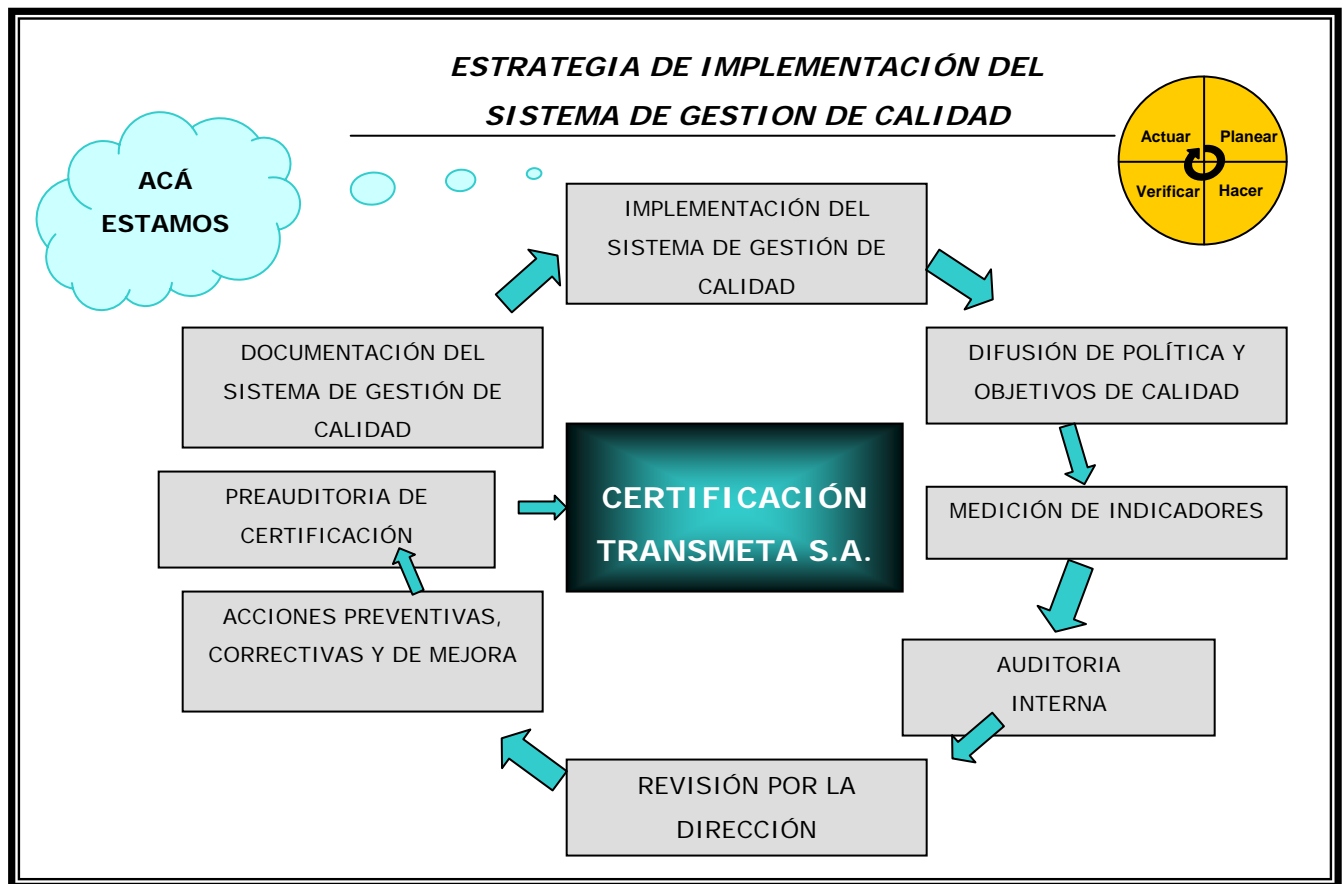 ESTRATEGIA DE IMPLEMENTACIÓN DEL
SISTEMA DE GESTION DE CALIDAD
Actuar
Planear
Verificar
Hacer
ACÁ
ESTAMOS
IMPLEMENTACIÓN DEL
SISTEMA DE GESTIÓN DE
CALIDAD
DOCUMENTACIÓN DEL
SISTEMA DE GESTIÓN DE
CALIDAD
DIFUSIÓN DE POLÍTICA Y
OBJETIVOS DE CALIDAD
PREAUDITORIA DE
CERTIFICACIÓN
CERTIFICACIÓN
TRANSMETA S.A.
MEDICIÓN DE INDICADORES
ACCIONES PREVENTIVAS,
CORRECTIVAS Y DE MEJORA
AUDITORIA
INTERNA
REVISIÓN POR LA
DIRECCIÓN